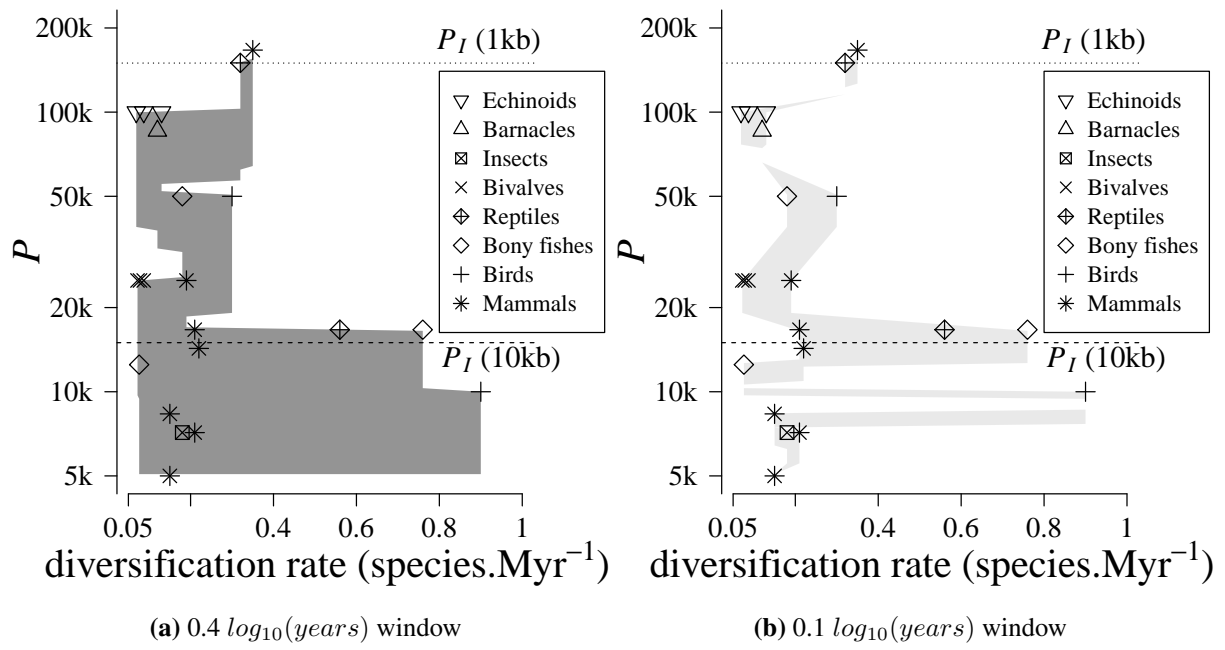 200k
100k
50k
20k
10k
5k
P
P_I (1kb)
Echinoids
Barnacles
Insects
Bivalves
Reptiles
Bony fishes
Birds
Mammals
P_I (10kb)
0.05 0.4 0.6 0.8 1
diversification rate (species.Myr⁻¹)
(a) 0.4 log₁₀(years) window
200k
100k
50k
20k
10k
5k
P
P_I (1kb)
Echinoids
Barnacles
Insects
Bivalves
Reptiles
Bony fishes
Birds
Mammals
P_I (10kb)
0.05 0.4 0.6 0.8 1
diversification rate (species.Myr⁻¹)
(b) 0.1 log₁₀(years) window